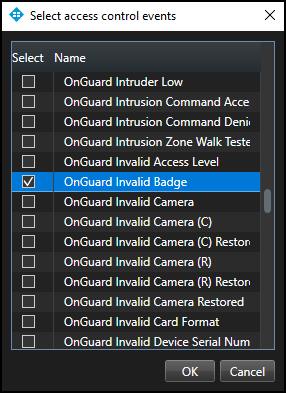 Select access control events
Select Name
OnGuard Intruder Low
OnGuard Intrusion Command Acce
OnGuard Intrusion Command Denie
OnGuard Intrusion Zone Walk Teste
OnGuard Invalid Access Level
OnGuard Invalid Badge
OnGuard Invalid Camera
OnGuard Invalid Camera (C)
OnGuard Invalid Camera (C) Restore
OnGuard Invalid Camera (R)
OnGuard Invalid Camera (R) Restore
OnGuard Invalid Camera Restored
OnGuard Invalid Card Format
OnGuard Invalid Device Serial Num
OK Cancel